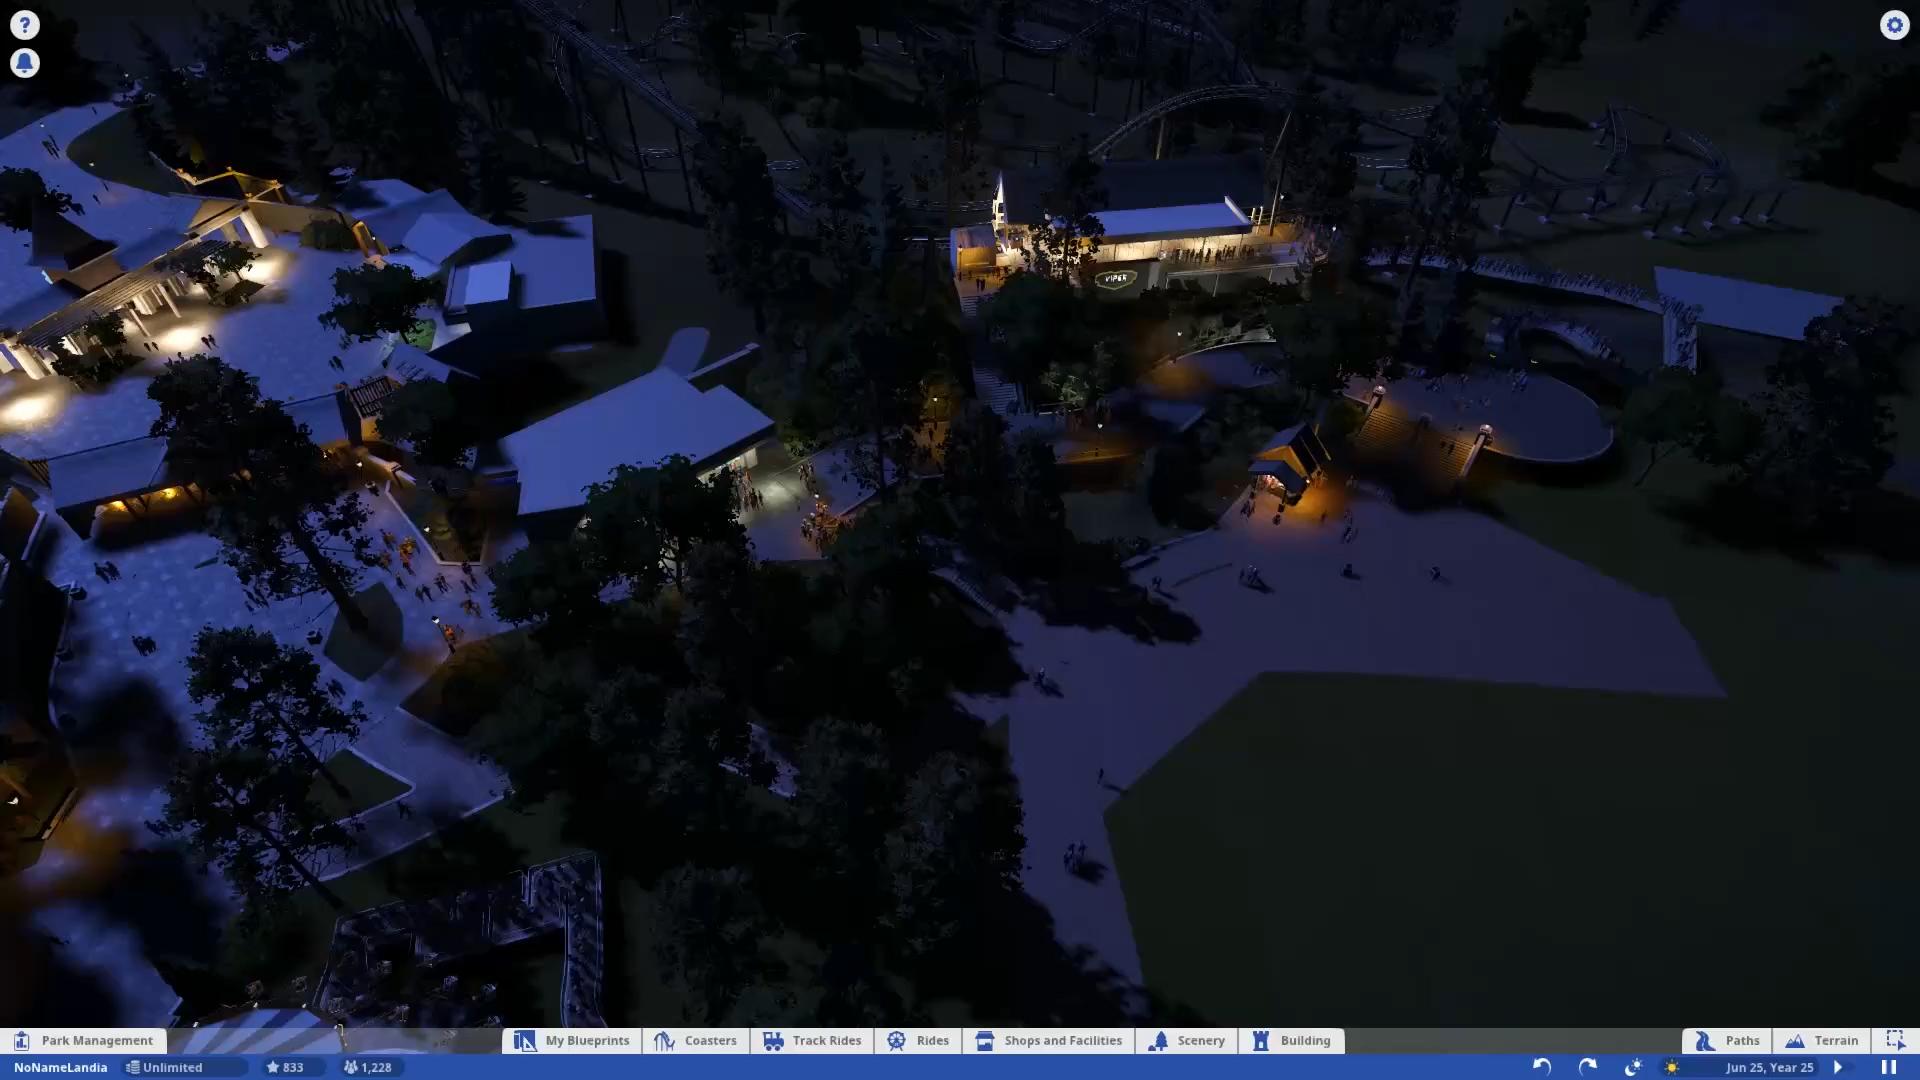 ?
VIPER
Park Management
My Blueprints
Coasters
Track Rides
Rides
Shops and Facilities
Scenery
Building
Paths
Terrain
NoNameLandia
Unlimited
833
1,228
Jun 25, Year 25